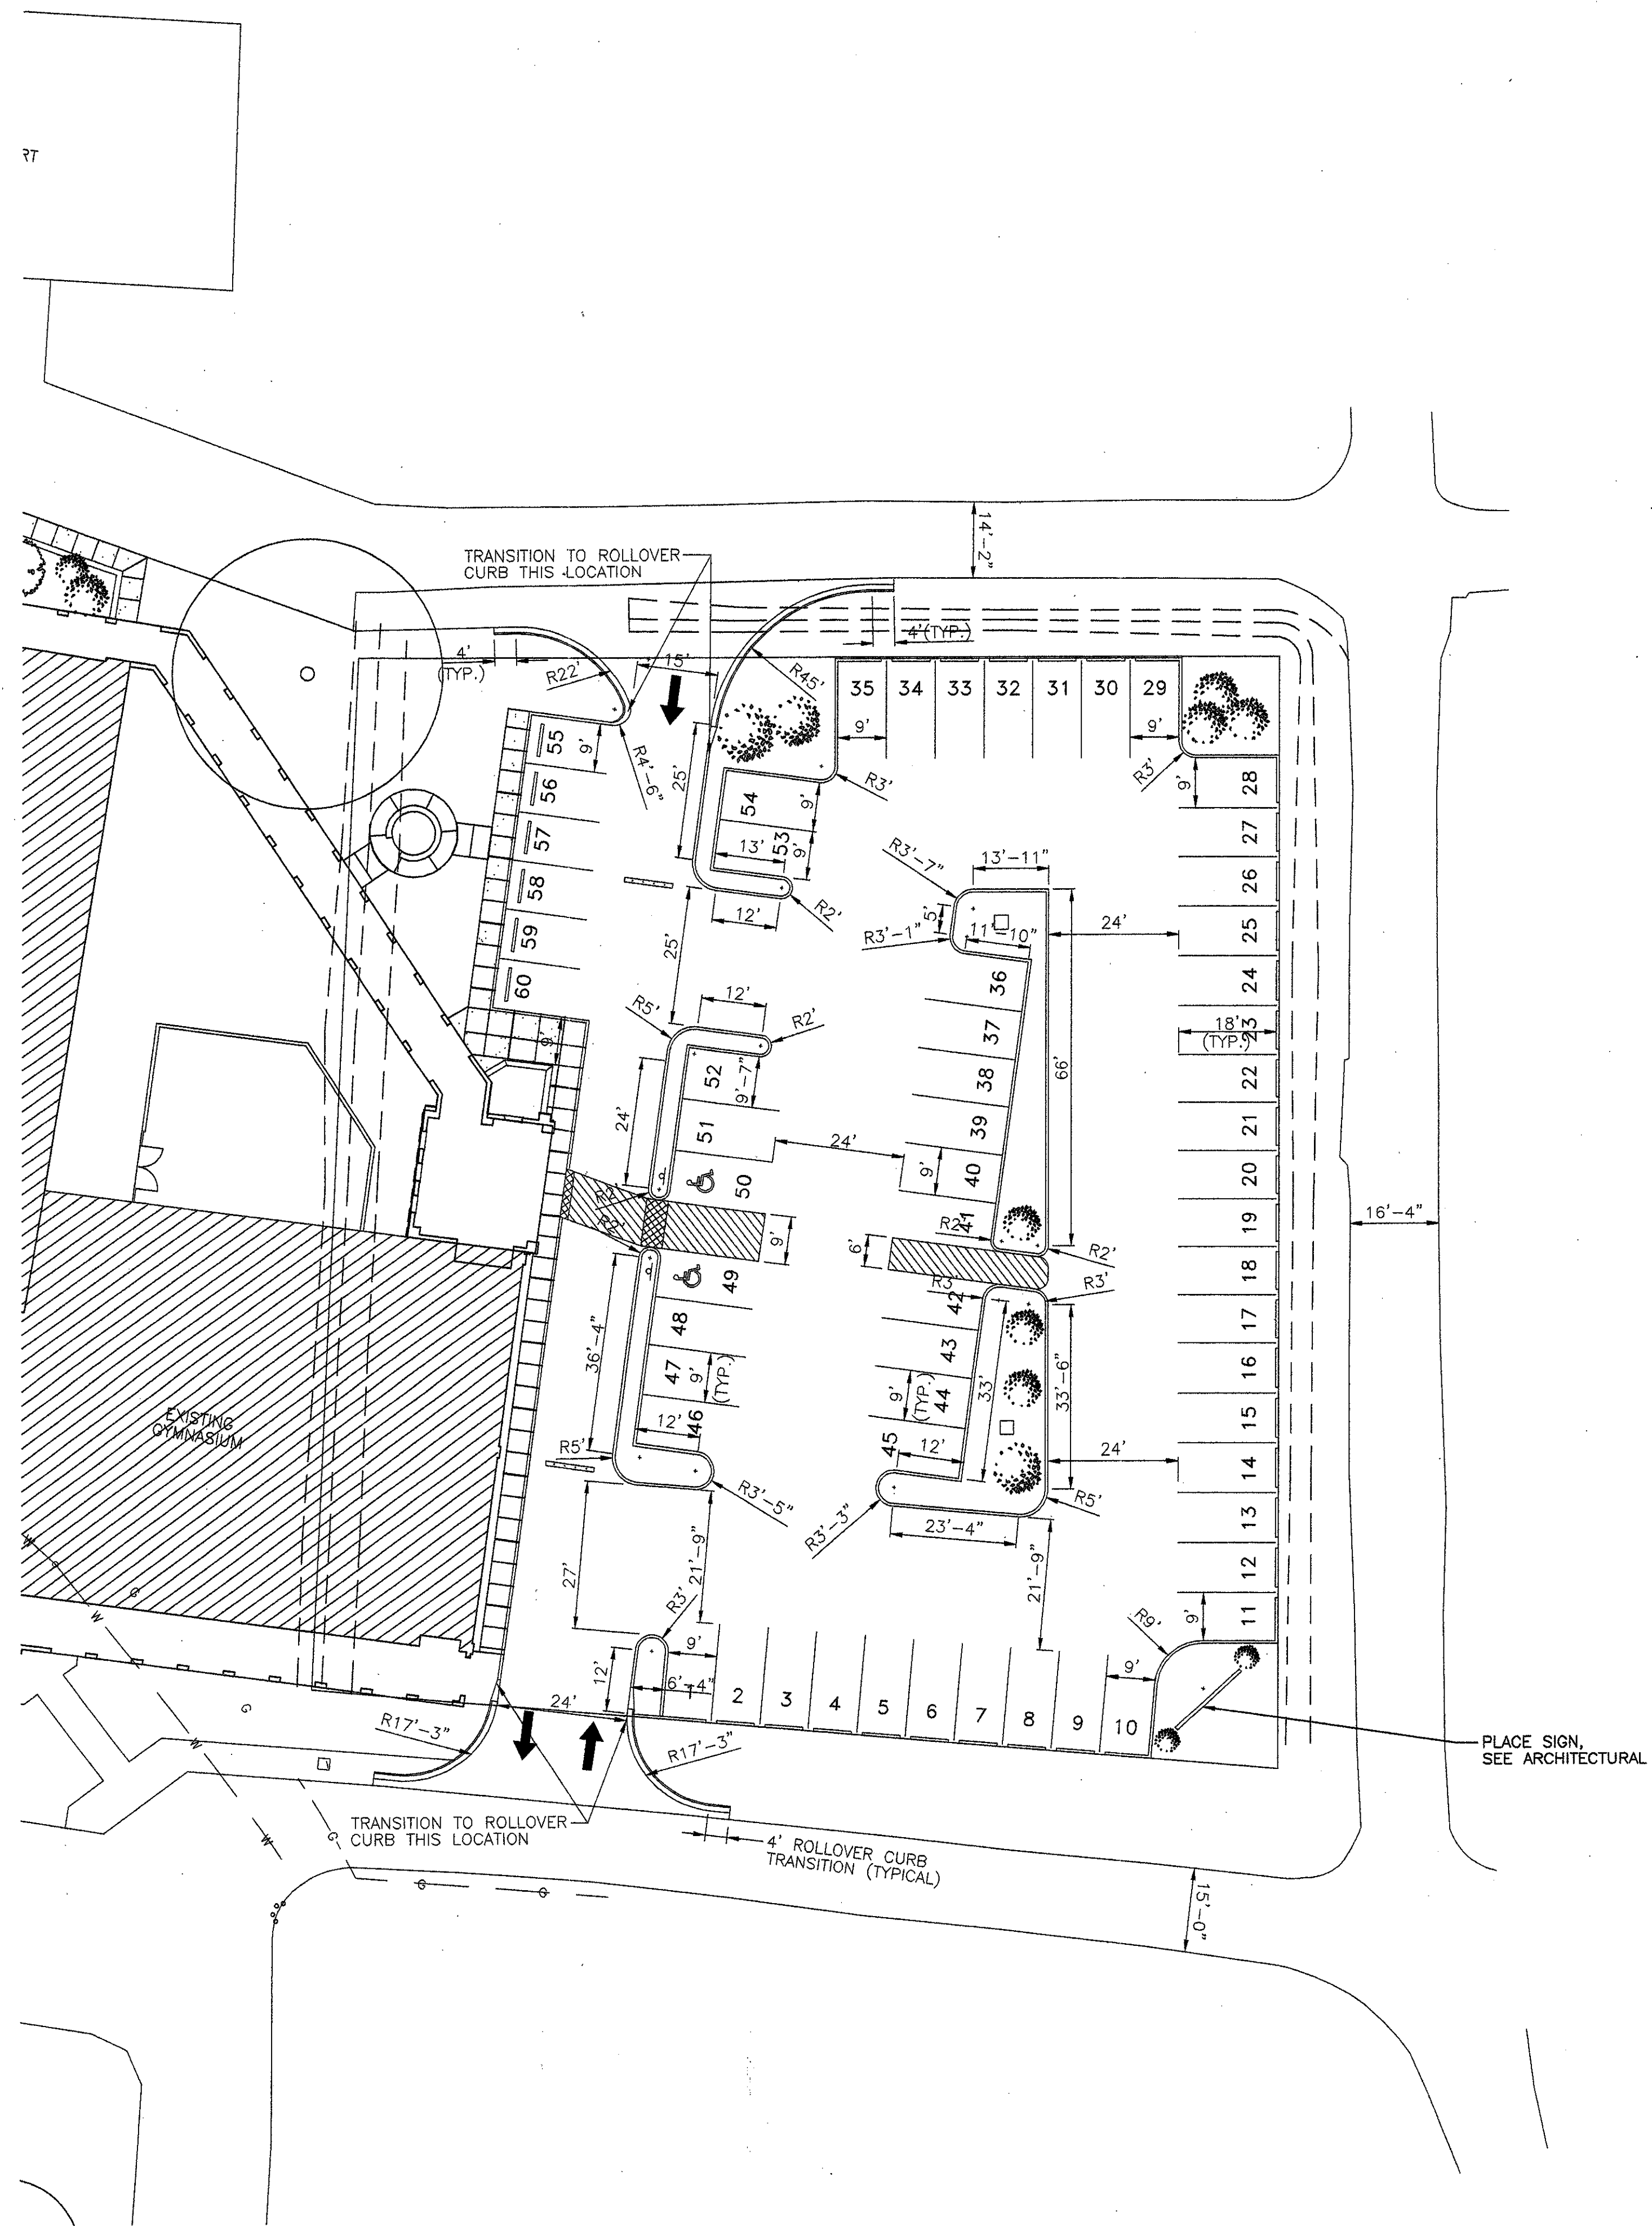 RT
14'-2"
TRANSITION TO ROLLOVER
CURB THIS LOCATION
4'
(TYP.)
R22'
15'
4'(TYP.)
R45'
35
34
33
32
31
30
29
9'
9'
R3'
R3'
55
9'
R4'-6"
25'
56
54
9'
28
9'
57
13'
53
9'
27
R3'-7"
13'-11"
58
12'
R2'
26
5'
R3'-1"
11'-10"
24'
25
59
25'
60
36
24
12'
R5'
R2'
37
18'
(TYP.)
23
9'
52
9'-7"
38
66'
22
24'
51
39
21
24'
9'
40
20
50
R2'
R2'
R2'
41
19
16'-4"
9'
6'
R2'
18
49
R3'
R3'
42
48
17
36'-4"
43
47
9'
(TYP.)
9'
(TYP.)
44
33'
33'-6"
16
12'
46
15
EXISTING
GYMNASIUM
R5'
45
12'
24'
14
R3'-5"
R3'-3"
R5'
23'-4"
13
27'
21'-9"
21'-9"
12
R3'
9'
11
R9'
W
G
W
12'
9'
6'-4"
9'
24'
2
3
4
5
6
7
8
9
10
G
R17'-3"
R17'-3"
W
PLACE SIGN,
SEE ARCHITECTURAL
TRANSITION TO ROLLOVER
CURB THIS LOCATION
W
G
4' ROLLOVER CURB
TRANSITION (TYPICAL)
G
G
15'-0"